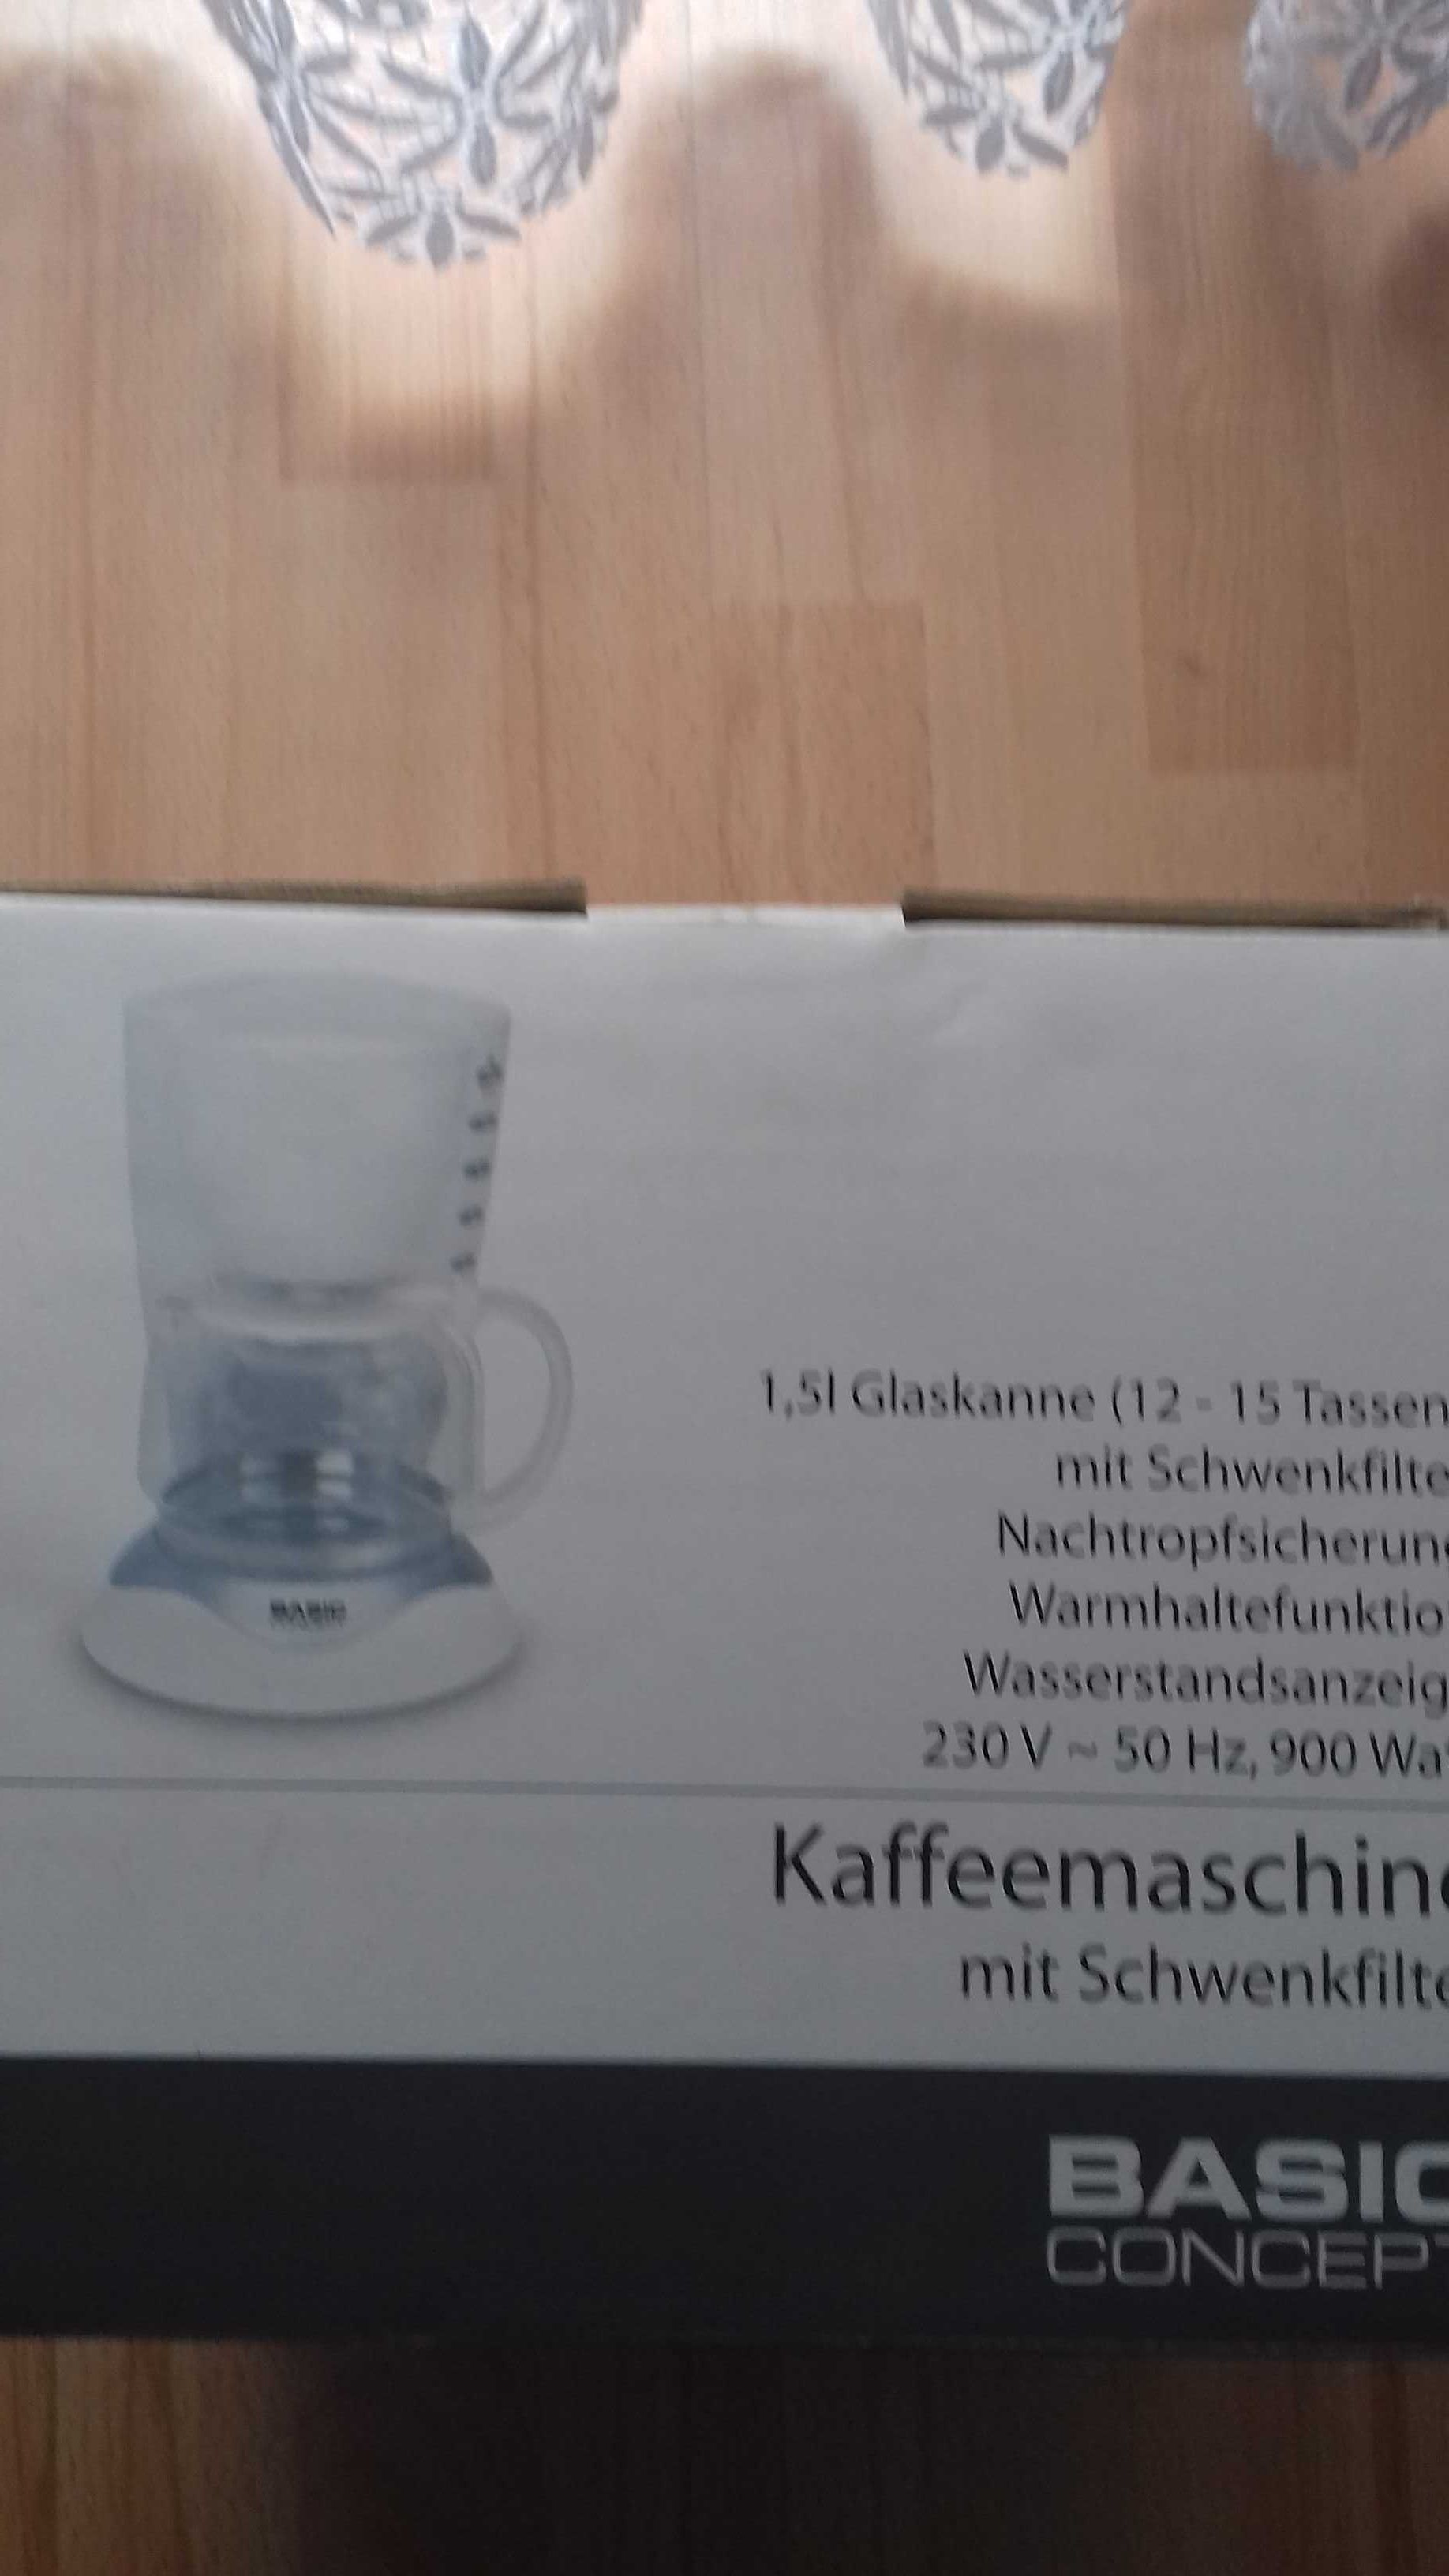 1,5l Glaskanne (12 - 15 Tassen
mit Schwenkfilte
Nachtropfsicherung
Warmhaltefunktio
Wasserstandsanzeig
230 V ~ 50 Hz, 900 Wa
Kaffeemaschine
mit Schwenkfilte
BASIC
BASIC
CONCEPT